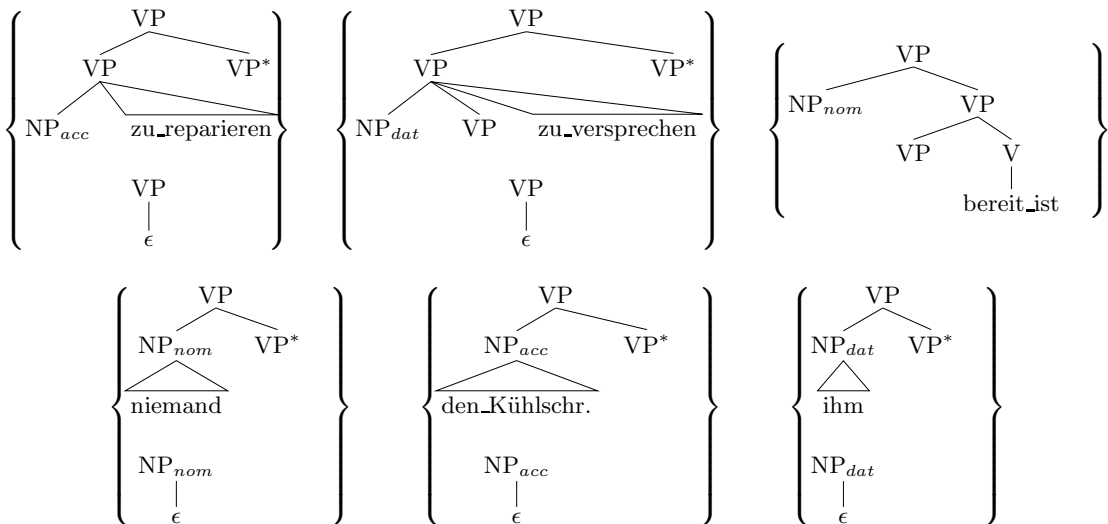 VP VP
VP VP* VP VP* VP
NP_nom VP
NP_acc zu_reparieren NP_dat VP zu_versprechen
VP V
VP VP
bereit_ist
ϵ ϵ
VP VP VP
NP_nom VP* NP_acc VP* NP_dat VP*
niemand den_Kühlschr. ihm
NP_nom NP_acc NP_dat
ϵ ϵ ϵ